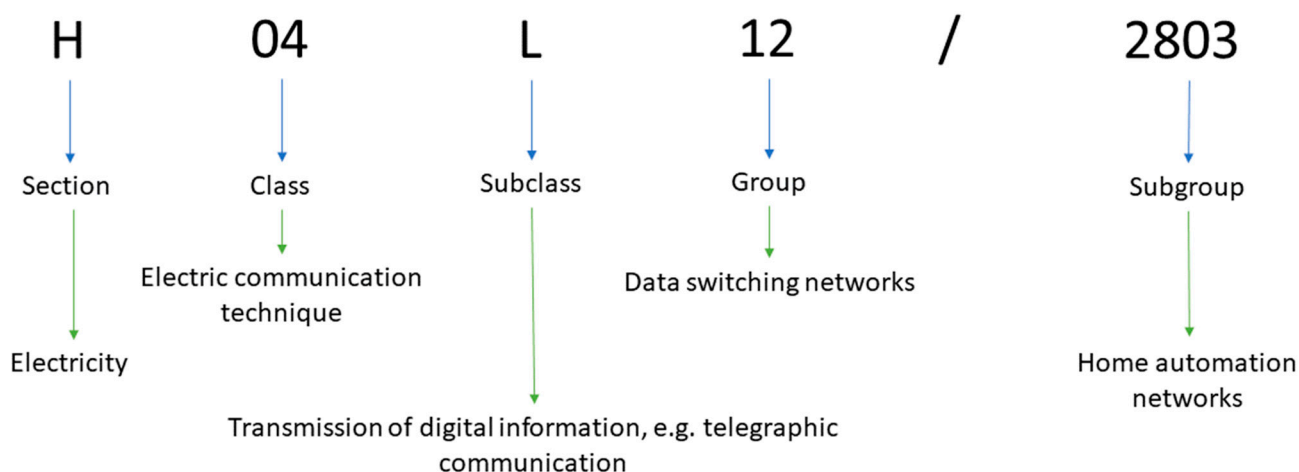 H 04 L 12 / 2803
Section Class Subclass Group Subgroup
Electric communication
technique
Data switching networks
Electricity
Home automation
networks
Transmission of digital information, e.g. telegraphic
communication